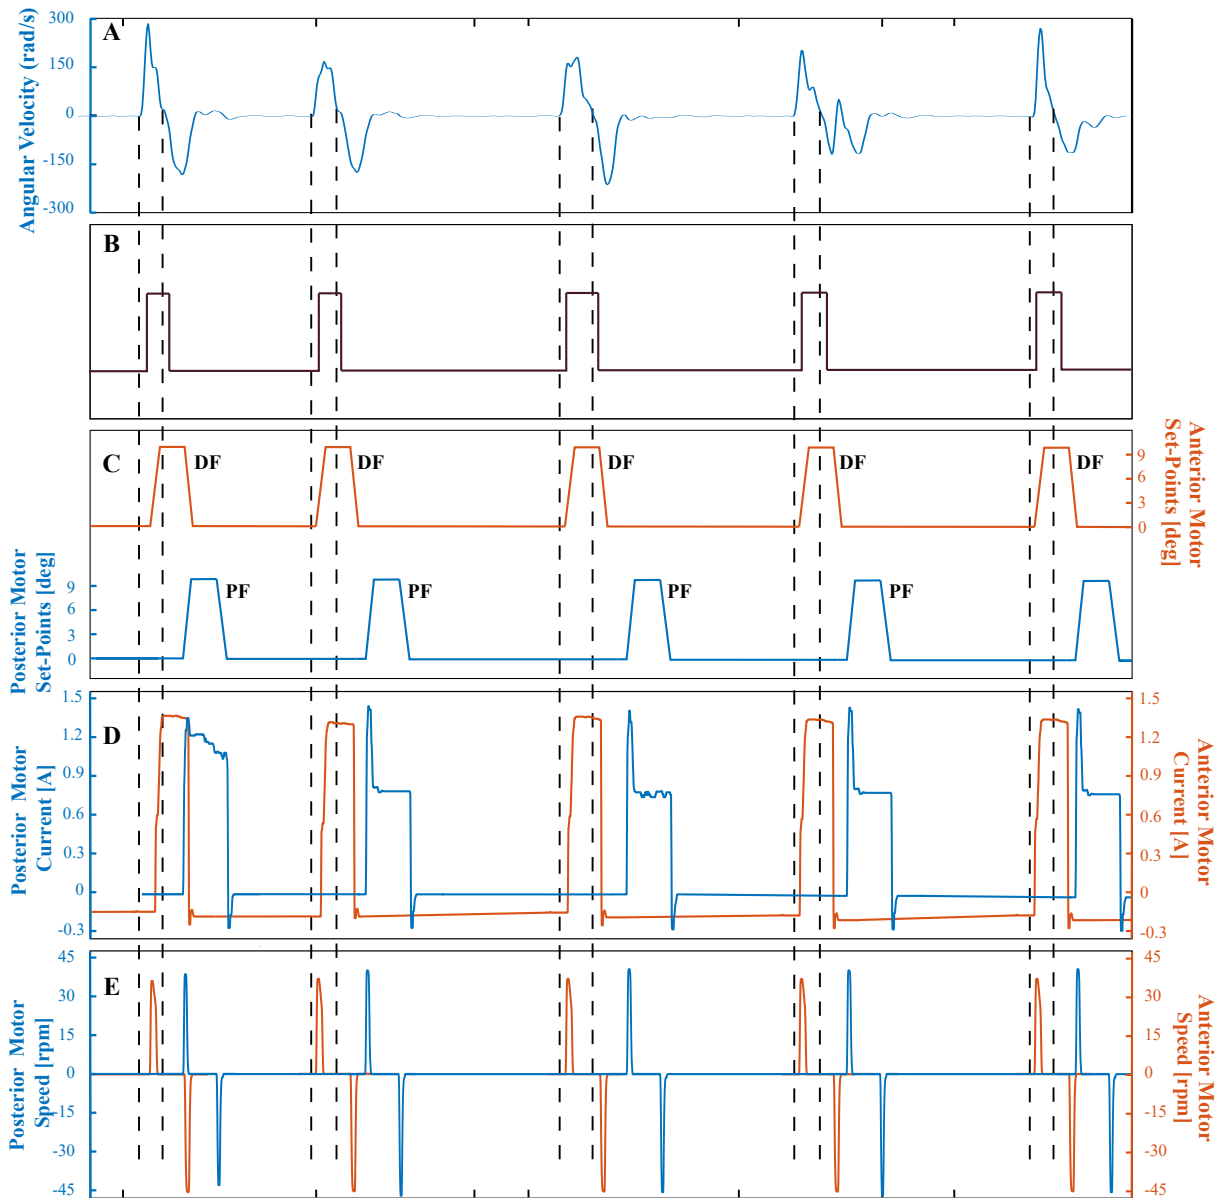 A
Angular Velocity (rad/s)
300
150
0
-150
-300
B
C
DF
DF
DF
DF
DF
Anterior Motor
Set-Points [deg]
9
6
3
0
Posterior Motor
Set-Points [deg]
9
6
3
0
PF
PF
PF
PF
D
Posterior Motor
Current [A]
1.5
1.2
0.9
0.6
0.3
0
-0.3
1.5
1.2
0.9
0.6
0.3
0
-0.3
Anterior Motor
Current [A]
E
Posterior Motor
Speed [rpm]
45
30
15
0
-15
-30
-45
45
30
15
0
-15
-30
-45
Anterior Motor
Speed [rpm]